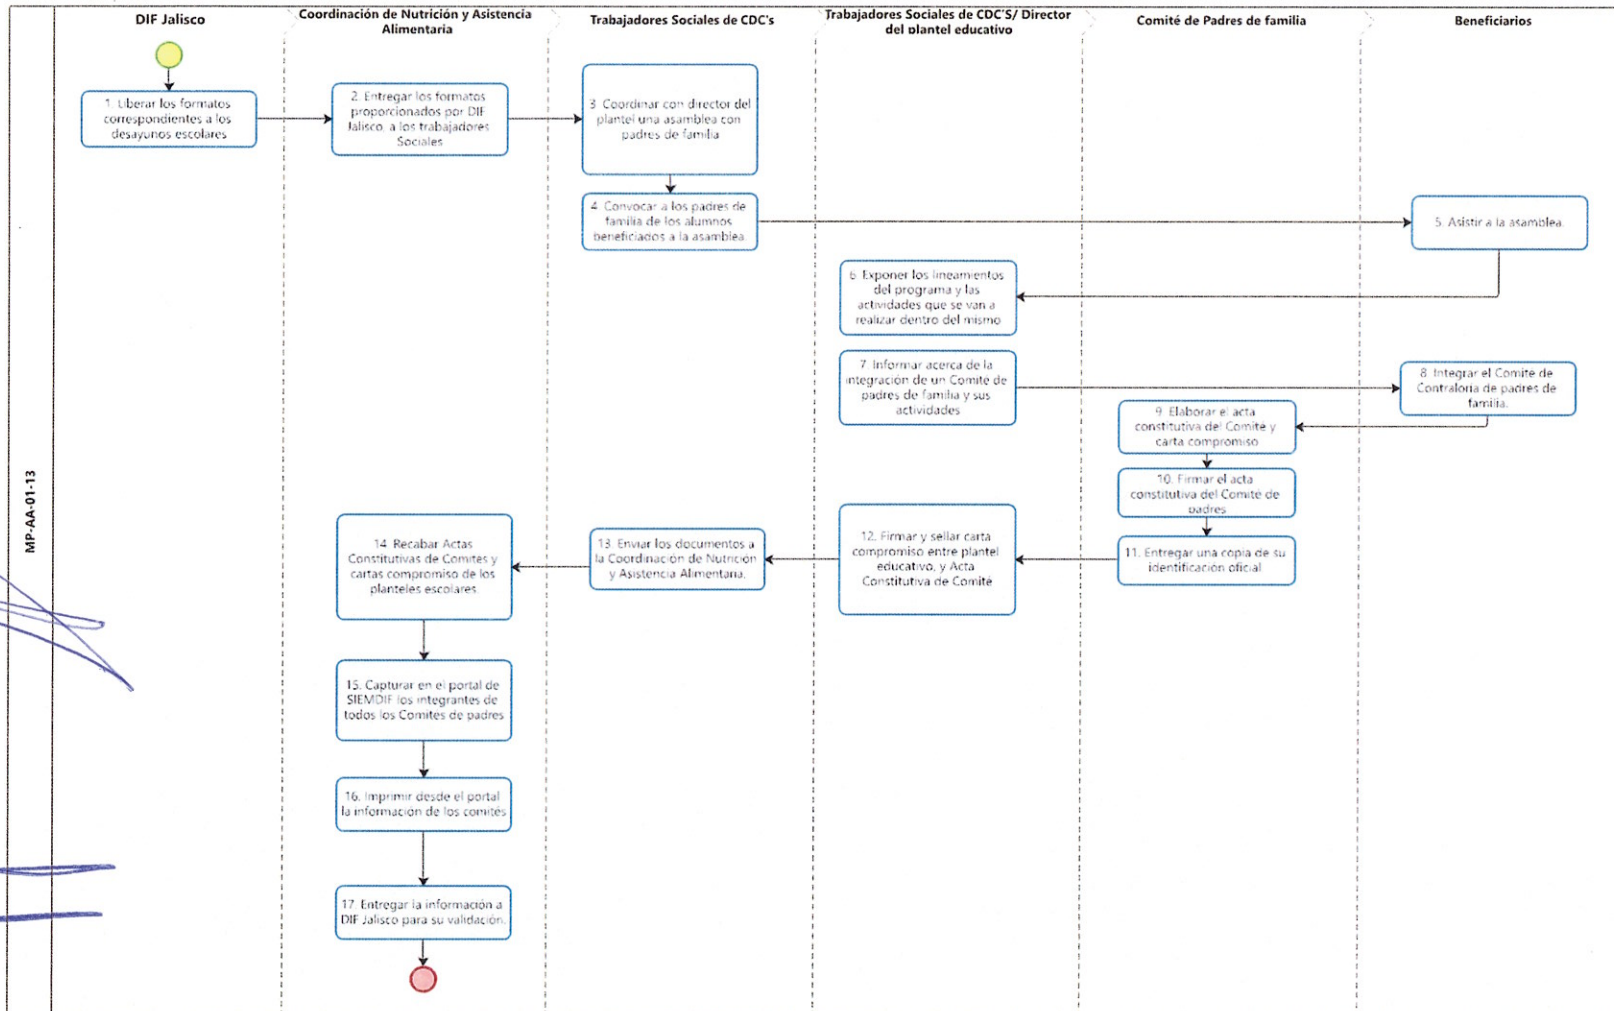 DIF Jalisco
Coordinación de Nutrición y Asistencia
Alimentaria
Trabajadores Sociales de CDC's
Trabajadores Sociales de CDC'S/ Director
del plantel educativo
Comité de Padres de familia
Beneficiarios
MP-AA-01-13
1. Liberar los formatos
correspondientes a los
desayunos escolares
2. Entregar los formatos
proporcionados por DIF
Jalisco, a los trabajadores
Sociales
3. Coordinar con director del
plantel una asamblea con
padres de familia
4. Convocar a los padres de
familia de los alumnos
beneficiados a la asamblea.
5. Asistir a la asamblea.
6. Exponer los lineamientos
del programa y las
actividades que se van a
realizar dentro del mismo
7. Informar acerca de la
integración de un Comite de
padres de familia y sus
actividades
8. Integrar el Comite de
Contraloria de padres de
familia.
9. Elaborar el acta
constitutiva del Comité y
carta compromiso
10. Firmar el acta
constitutiva del Comité de
padres
11. Entregar una copia de su
identificación oficial
12. Firmar y sellar carta
compromiso entre plantel
educativo, y Acta
Constitutiva de Comité
13. Enviar los documentos a
la Coordinación de Nutrición
y Asistencia Alimentaria.
14. Recabar Actas
Constitutivas de Comites y
cartas compromiso de los
planteles escolares
15. Capturar en el portal de
SIEMDIF los integrantes de
todos los Comites de padres
16. Imprimir desde el portal
la información de los comités
17. Entregar la información a
DIF Jalisco para su validación.